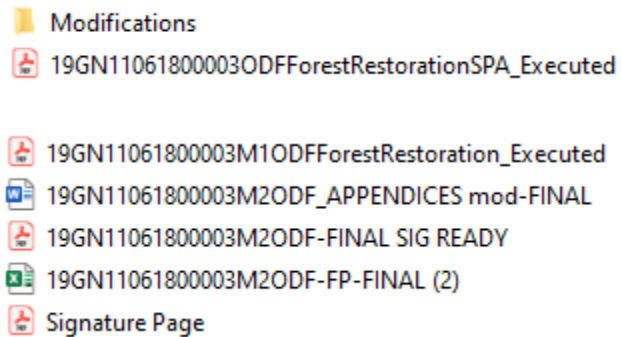 Modifications
19GN11061800003ODFForestRestorationSPA_Executed
19GN11061800003M1ODFForestRestoration_Executed
19GN11061800003M2ODF_APPENDICES mod-FINAL
19GN11061800003M2ODF-FINAL SIG READY
19GN11061800003M2ODF-FP-FINAL (2)
Signature Page